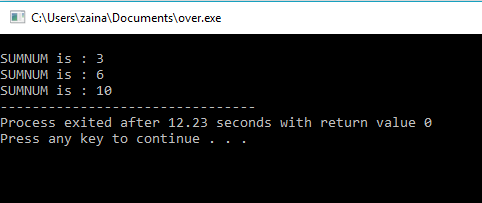 C:\Users\zaina\Documents\over.exe
SUMNUM is : 3
SUMNUM is : 6
SUMNUM is : 10
--------------------------------
Process exited after 12.23 seconds with return value 0
Press any key to continue . . .